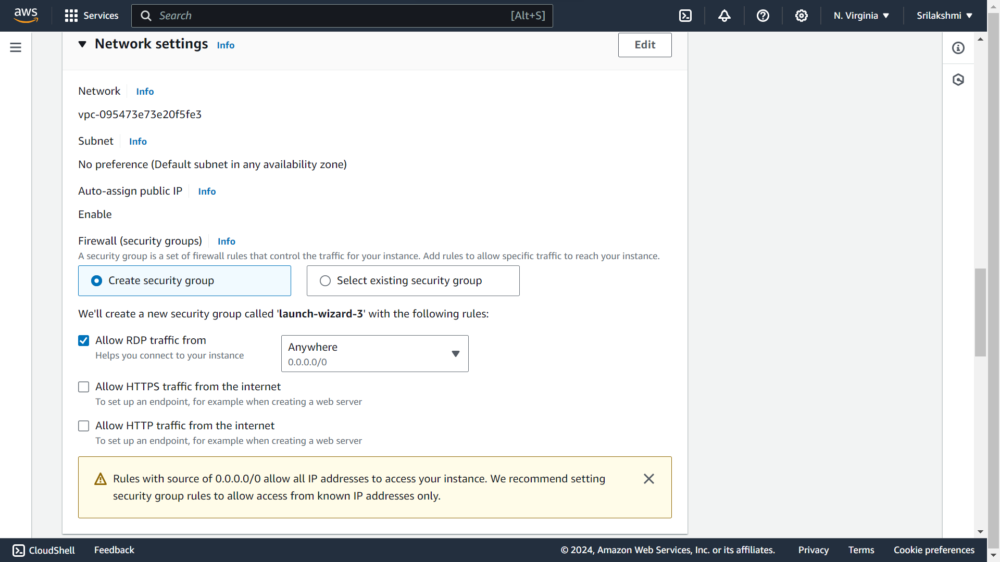 aws
Services
Search
[Alt+S]
N. Virginia
Srilakshmi
Network settings
Info
Edit
Network
Info
vpc-095473e73e20f5fe3
Subnet
Info
No preference (Default subnet in any availability zone)
Auto-assign public IP
Info
Enable
Firewall (security groups)
Info
A security group is a set of firewall rules that control the traffic for your instance. Add rules to allow specific traffic to reach your instance.
Create security group
Select existing security group
We'll create a new security group called 'launch-wizard-3' with the following rules:
Allow RDP traffic from
Helps you connect to your instance
Anywhere
0.0.0.0/0
Allow HTTPS traffic from the internet
To set up an endpoint, for example when creating a web server
Allow HTTP traffic from the internet
To set up an endpoint, for example when creating a web server
Rules with source of 0.0.0.0/0 allow all IP addresses to access your instance. We recommend setting
security group rules to allow access from known IP addresses only.
CloudShell
Feedback
© 2024, Amazon Web Services, Inc. or its affiliates.
Privacy
Terms
Cookie preferences